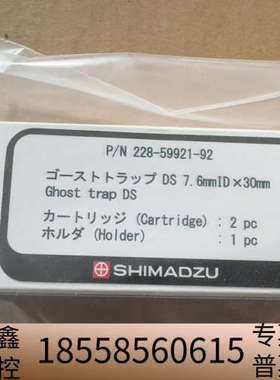 P/N 228-59921-92
ゴーストトラップ DS 7.6mmID×30mm
Ghost trap DS
カートリッジ (Cartridge) : 2 pc
ホルダ (Holder) : 1 pc
SHIMADZU
鑫 18558560615 专
控 普